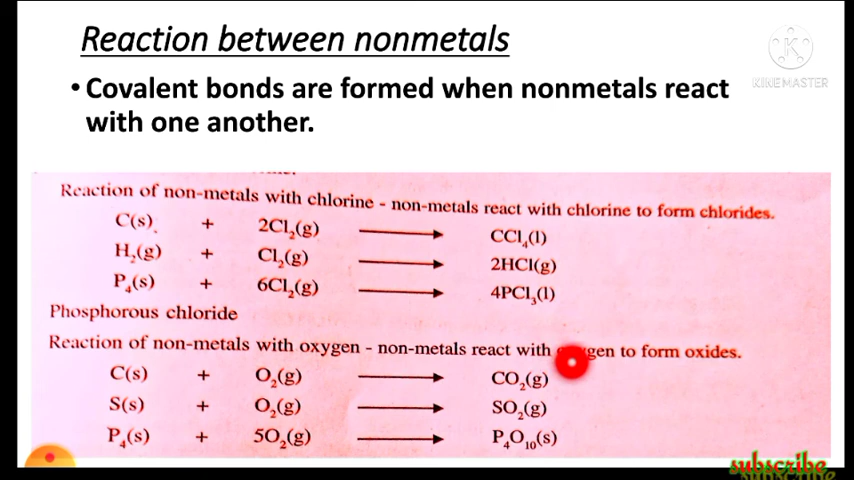 Reaction between nonmetals
KINEMASTER
• Covalent bonds are formed when nonmetals react
with one another.
Reaction of non-metals with chlorine - non-metals react with chlorine to form chlorides.
C(s) + 2Cl₂(g) ⟶ CCl₄(l)
H₂(g) + Cl₂(g) ⟶ 2HCl(g)
P₄(s) + 6Cl₂(g) ⟶ 4PCl₃(l)
Phosphorous chloride
Reaction of non-metals with oxygen - non-metals react with gen to form oxides.
C(s) + O₂(g) ⟶ CO₂(g)
S(s) + O₂(g) ⟶ SO₂(g)
P₄(s) + 5O₂(g) ⟶ P₄O₁₀(s)
subscribe